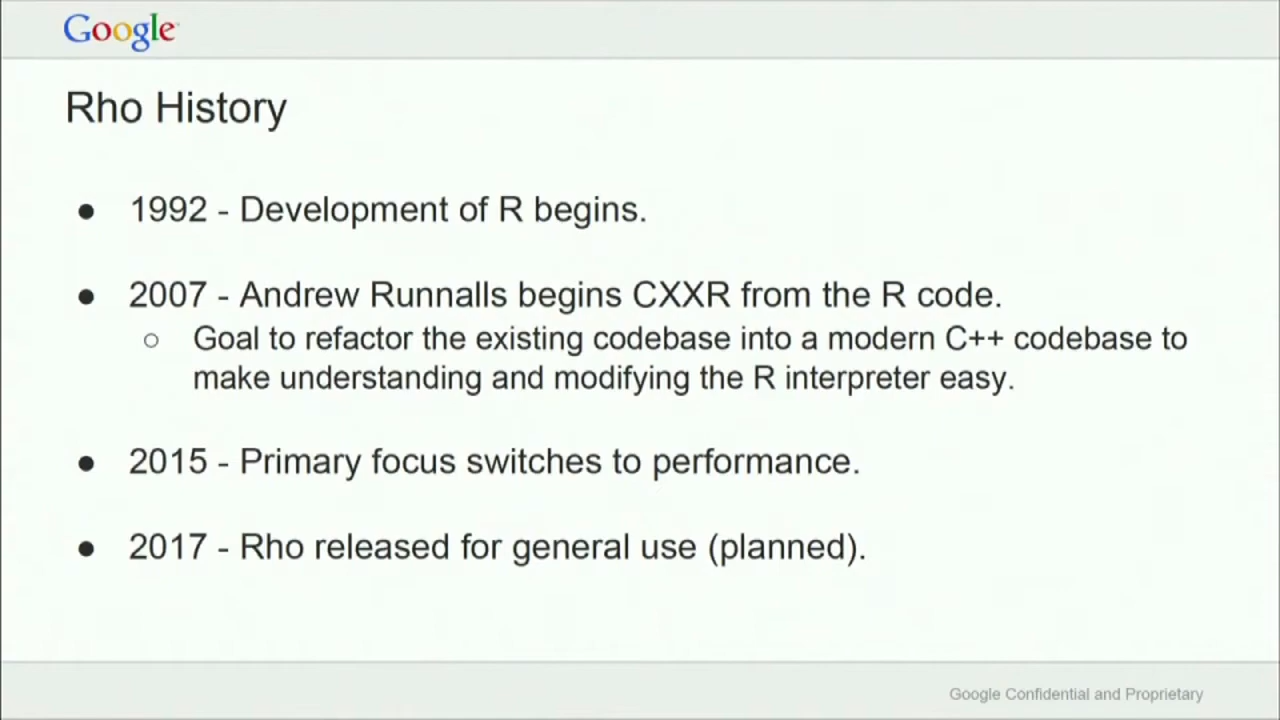 Google
Rho History
● 1992 - Development of R begins.
● 2007 - Andrew Runnalls begins CXXR from the R code.
○ Goal to refactor the existing codebase into a modern C++ codebase to
make understanding and modifying the R interpreter easy.
● 2015 - Primary focus switches to performance.
● 2017 - Rho released for general use (planned).
Google Confidential and Proprietary